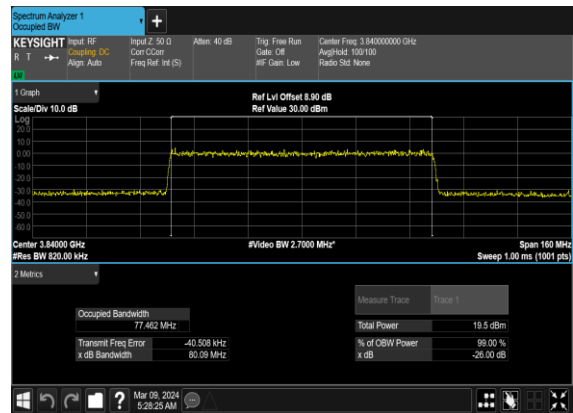 Spectrum Analyzer 1
Occupied BW
+
KEYSIGHT Input: RF Input Z: 50 Ω Atten: 40 dB Trig: Free Run Center Freq: 3.840000000 GHz
R T Coupling: DC Corr CCorr Gate: Off Avg|Hold: 100/100
Align: Auto Freq Ref: Int (S) #IF Gain: Low Radio Std: None
LW
1 Graph
Ref Lvl Offset 8.90 dB
Scale/Div 10.0 dB Ref Value 30.00 dBm
Log
20.0
10.0
0.00
-10.0
-20.0
-30.0
-40.0
-50.0
-60.0
Center 3.84000 GHz #Video BW 2.7000 MHz* Span 160 MHz
#Res BW 820.00 kHz Sweep 1.00 ms (1001 pts)
2 Metrics
Measure Trace Trace 1
Occupied Bandwidth
77.462 MHz Total Power 19.5 dBm
Transmit Freq Error -40.508 kHz % of OBW Power 99.00 %
x dB Bandwidth 80.09 MHz x dB -26.00 dB
? Mar 09, 2024
5:28:25 AM